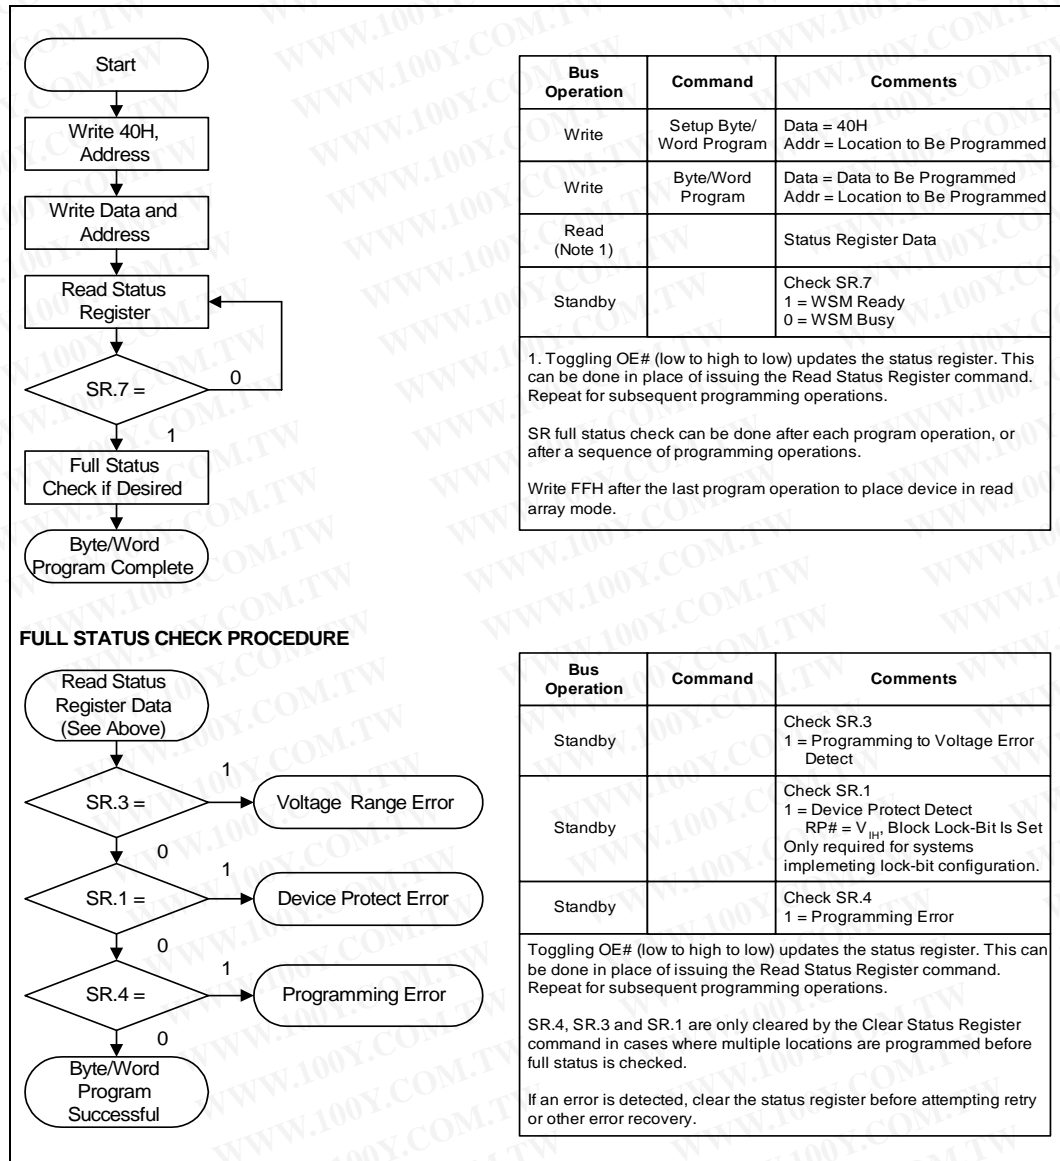 Start
Write 40H,
Address
Write Data and
Address
Read Status
Register
SR.7 =
0
1
Full Status
Check if Desired
Byte/Word
Program Complete
Bus
Operation
Command
Comments
Write
Setup Byte/
Word Program
Data = 40H
Addr = Location to Be Programmed
Write
Byte/Word
Program
Data = Data to Be Programmed
Addr = Location to Be Programmed
Read
(Note 1)
Status Register Data
Standby
Check SR.7
1 = WSM Ready
0 = WSM Busy
1. Toggling OE# (low to high to low) updates the status register. This
can be done in place of issuing the Read Status Register command.
Repeat for subsequent programming operations.
SR full status check can be done after each program operation, or
after a sequence of programming operations.
Write FFH after the last program operation to place device in read
array mode.
FULL STATUS CHECK PROCEDURE
Read Status
Register Data
(See Above)
SR.3 =
1
Voltage Range Error
0
SR.1 =
1
Device Protect Error
0
SR.4 =
1
Programming Error
0
Byte/Word
Program
Successful
Bus
Operation
Command
Comments
Standby
Check SR.3
1 = Programming to Voltage Error
Detect
Standby
Check SR.1
1 = Device Protect Detect
RP# = VIH, Block Lock-Bit Is Set
Only required for systems
implemeting lock-bit configuration.
Standby
Check SR.4
1 = Programming Error
Toggling OE# (low to high to low) updates the status register. This can
be done in place of issuing the Read Status Register command.
Repeat for subsequent programming operations.
SR.4, SR.3 and SR.1 are only cleared by the Clear Status Register
command in cases where multiple locations are programmed before
full status is checked.
If an error is detected, clear the status register before attempting retry
or other error recovery.
WWW.100Y.COM.TW